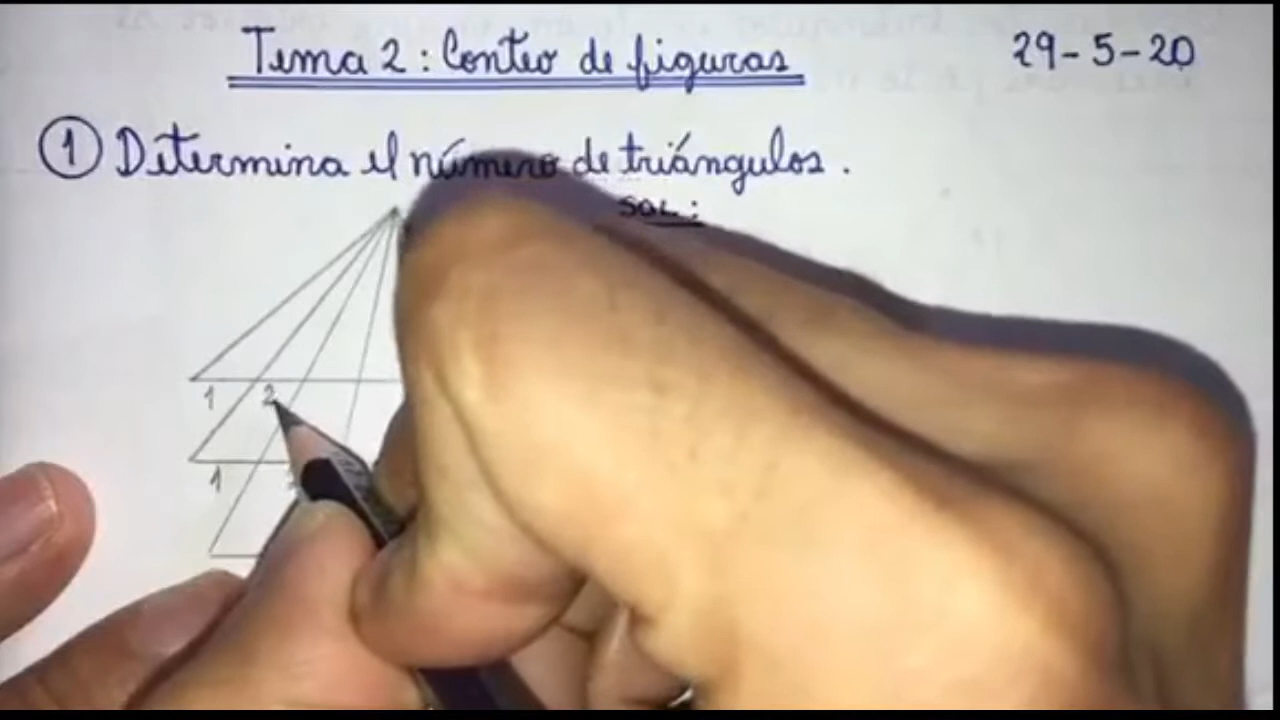 Tema 2: Conteo de figuras
29-5-20
1 Determina el número de triángulos.
SOL:
1 2
1